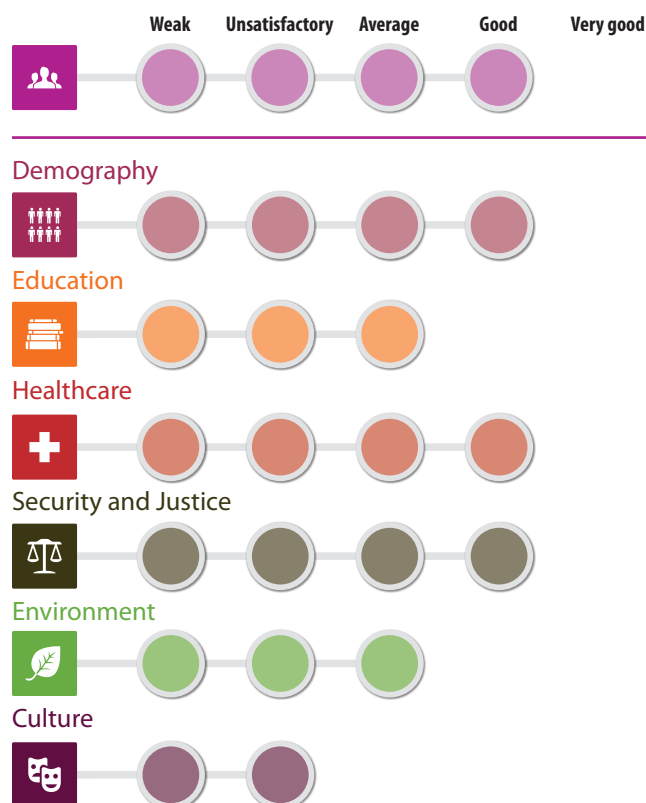 Weak Unsatisfactory Average Good Very good
Demography
Education
Healthcare
Security and Justice
Environment
Culture